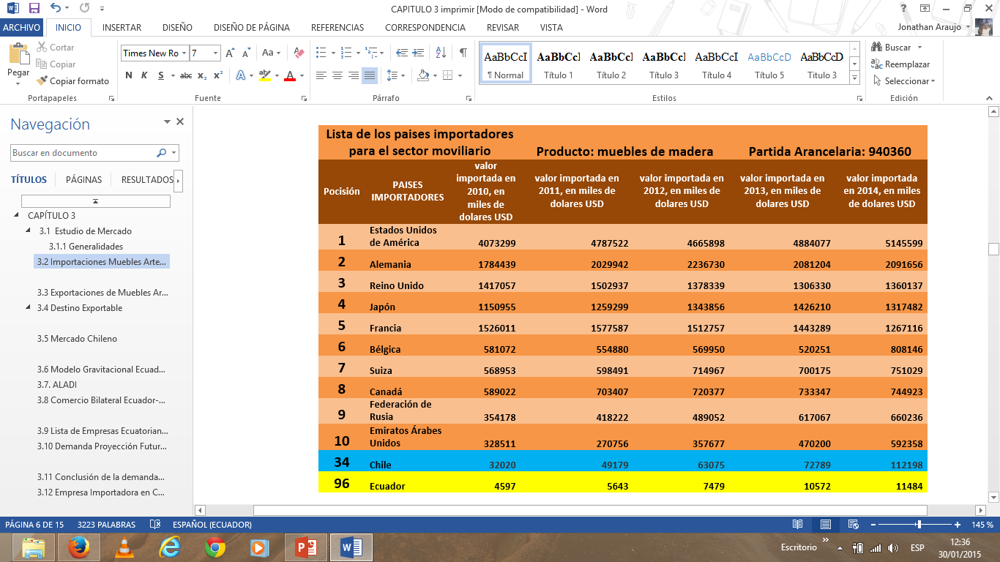 CAPITULO 3 imprimir [Modo de compatibilidad] - Word
ARCHIVO INICIO INSERTAR DISEÑO DISEÑO DE PÁGINA REFERENCIAS CORRESPONDENCIA REVISAR VISTA Jonathan Araujo
Pegar
Cortar
Copiar
Copiar formato
Portapapeles
Times New Ro 7
Aa
N K S abc x₂ x² A A
Fuente
Párrafo
AaBbCcI AaBbCcI AaBbCcI AaBbCcI AaBbCcI AaBbCcD AaBbCcD
¶ Normal Título 1 Título 2 Título 3 Título 4 Título 5 Titulo 3
Estilos
Buscar
Reemplazar
Seleccionar
Edición
Navegación
Buscar en documento
TÍTULOS PÁGINAS RESULTADOS
CAPÍTULO 3
3.1 Estudio de Mercado
3.1.1 Generalidades
3.2 Importaciones Muebles Arte...
3.3 Exportaciones de Muebles Ar...
3.4 Destino Exportable
3.5 Mercado Chileno
3.6 Modelo Gravitacional Ecuad...
3.7. ALADI
3.8 Comercio Bilateral Ecuador-...
3.9 Lista de Empresas Ecuatorian...
3.10 Demanda Proyección Futur...
3.11 Conclusión de la demanda...
3.12 Empresa Importadora en C...
Lista de los paises importadores
para el sector moviliario Producto: muebles de madera Partida Arancelaria: 940360
Pocisión
PAISES
IMPORTADORES
valor
importada en
2010, en
miles de
dolares USD
valor importada en
2011, en miles de
dolares USD
valor importada en
2012, en miles de
dolares USD
valor importada en
2013, en miles de
dolares USD
valor importada
en 2014, en miles
de dolares USD
1 Estados Unidos
de América 4073299 4787522 4665898 4884077 5145599
2 Alemania 1784439 2029942 2236730 2081204 2091656
3 Reino Unido 1417057 1502937 1378339 1306330 1360137
4 Japón 1150955 1259299 1343856 1426210 1317482
5 Francia 1526011 1577587 1512757 1443289 1267116
6 Bélgica 581072 554880 569950 520251 808146
7 Suiza 568953 598491 714967 700175 751029
8 Canadá 589022 703407 720377 733347 744923
9 Federación de
Rusia 354178 418222 489052 617067 660236
10 Emiratos Árabes
Unidos 328511 270756 357677 470200 592358
34 Chile 32020 49179 63075 72789 112198
96 Ecuador 4597 5643 7479 10572 11484
PÁGINA 6 DE 15 3223 PALABRAS ESPAÑOL (ECUADOR) 145 %
Escritorio ESP 12:36
30/01/2015